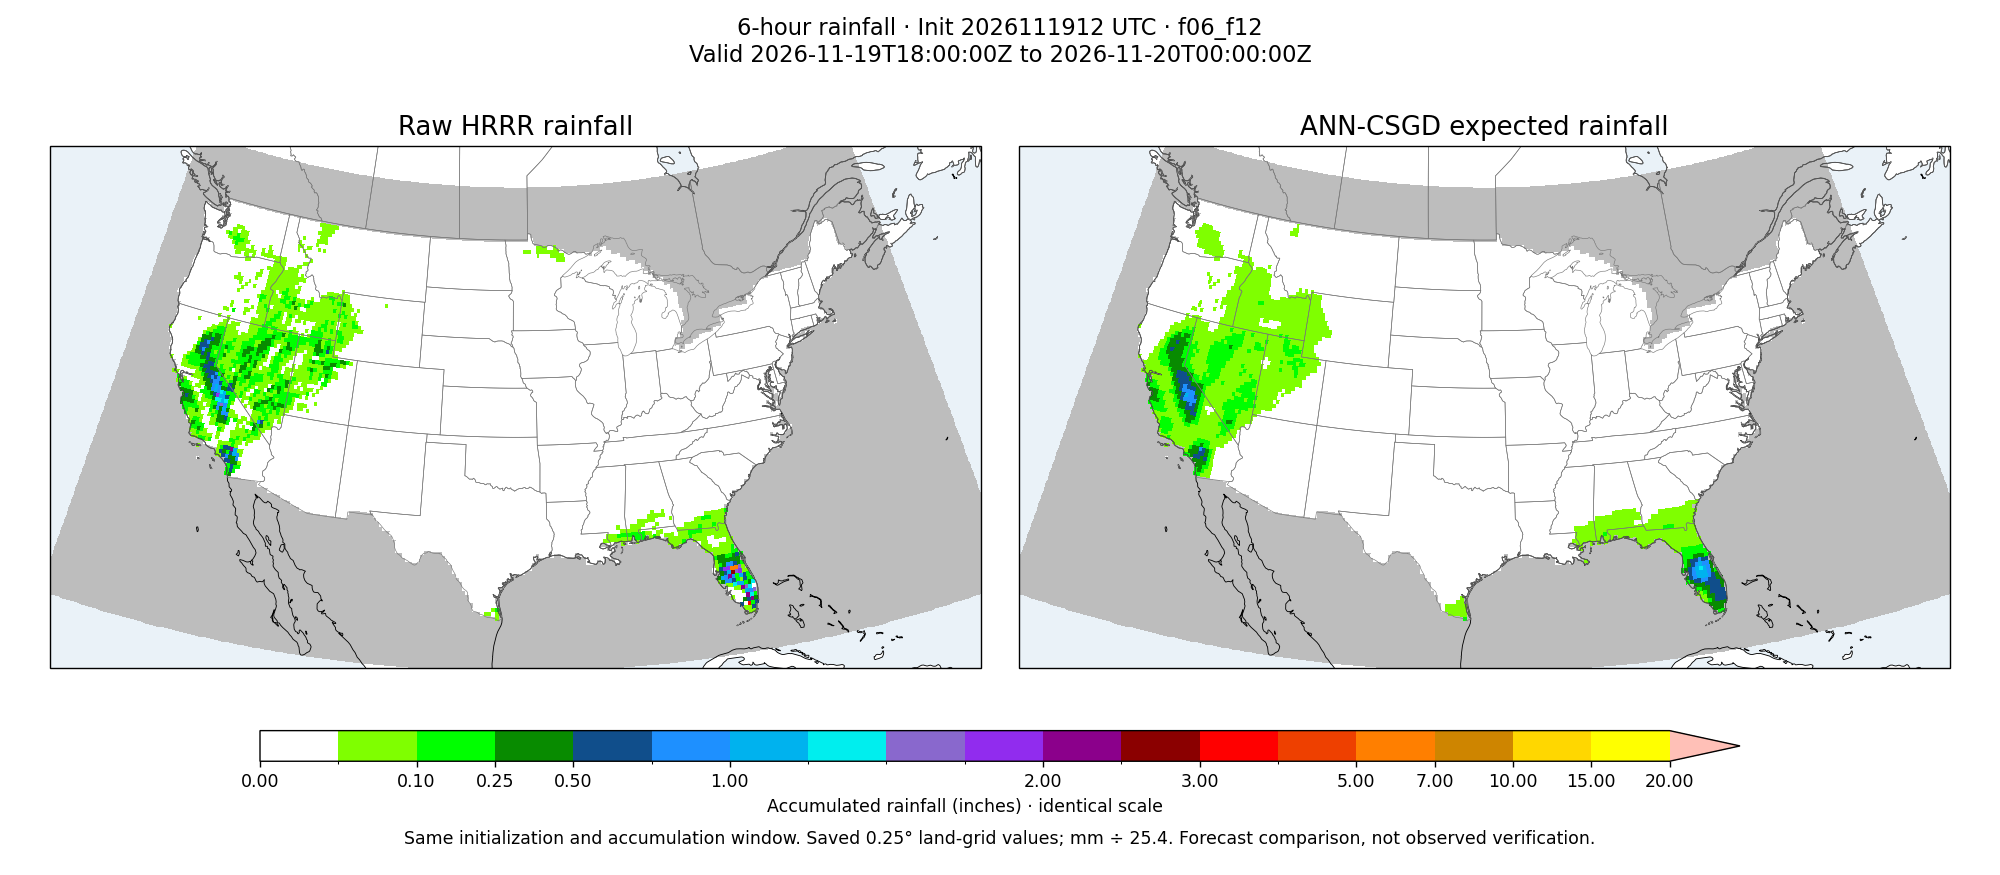 6-hour rainfall · Init 2026111912 UTC · f06_f12
Valid 2026-11-19T18:00:00Z to 2026-11-20T00:00:00Z
Raw HRRR rainfall
ANN-CSGD expected rainfall
0.00 0.10 0.25 0.50 1.00 2.00 3.00 5.00 7.00 10.00 15.00 20.00
Accumulated rainfall (inches) · identical scale
Same initialization and accumulation window. Saved 0.25° land-grid values; mm ÷ 25.4. Forecast comparison, not observed verification.